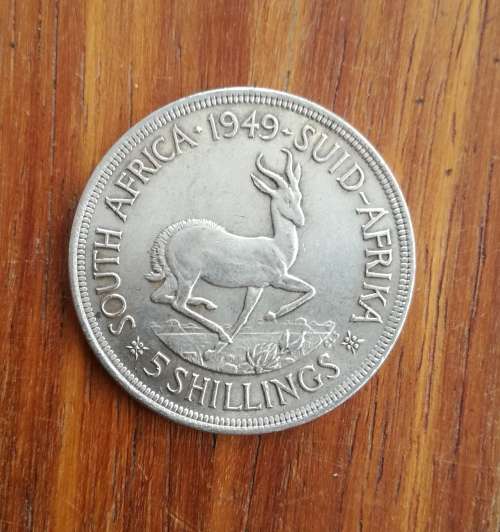 SOUTH AFRICA · 1949 · SUID-AFRIKA
5 SHILLINGS